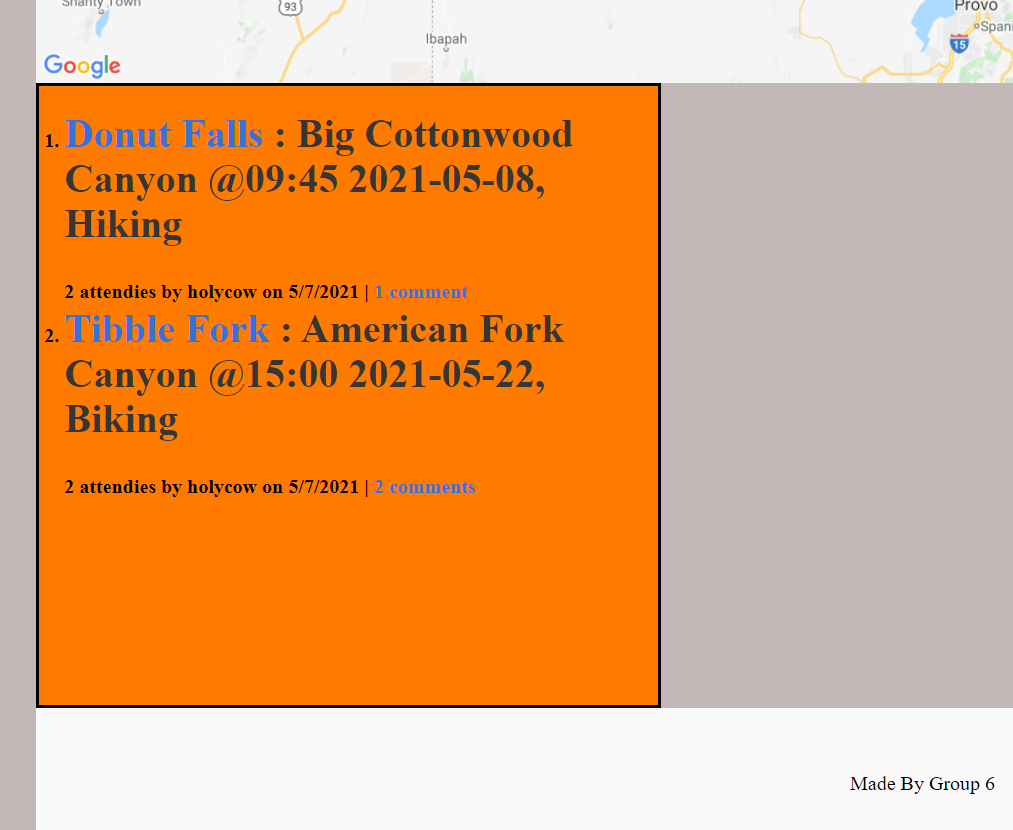 Shanty Town
93
Provo
Spani
Ibapah
15
Google
1. Donut Falls : Big Cottonwood
Canyon @09:45 2021-05-08,
Hiking
2 attendies by holycow on 5/7/2021 | 1 comment
2. Tibble Fork : American Fork
Canyon @15:00 2021-05-22,
Biking
2 attendies by holycow on 5/7/2021 | 2 comments
Made By Group 6